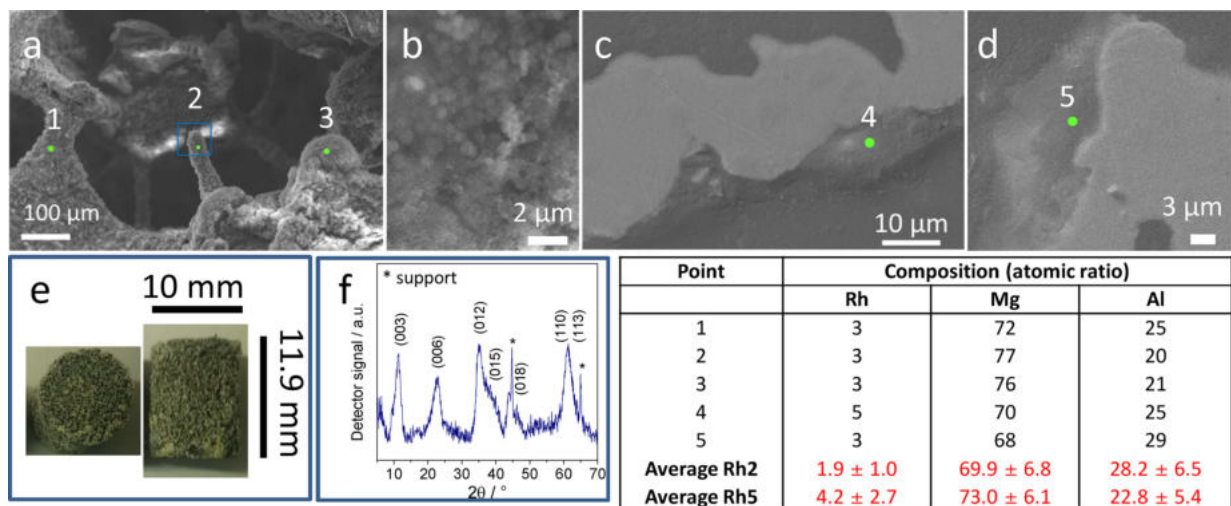 a
1
2
3
100 µm
b
2 µm
c
4
10 µm
d
5
3 µm
e
10 mm
11.9 mm
f
* support
(003)
(006)
(012)
(015)
*
(018)
(110)
(113)
*
Detector signal / a.u.
10 20 30 40 50 60 70
2θ / °
Point Composition (atomic ratio)
Rh Mg Al
1 3 72 25
2 3 77 20
3 3 76 21
4 5 70 25
5 3 68 29
Average Rh2 1.9 ± 1.0 69.9 ± 6.8 28.2 ± 6.5
Average Rh5 4.2 ± 2.7 73.0 ± 6.1 22.8 ± 5.4